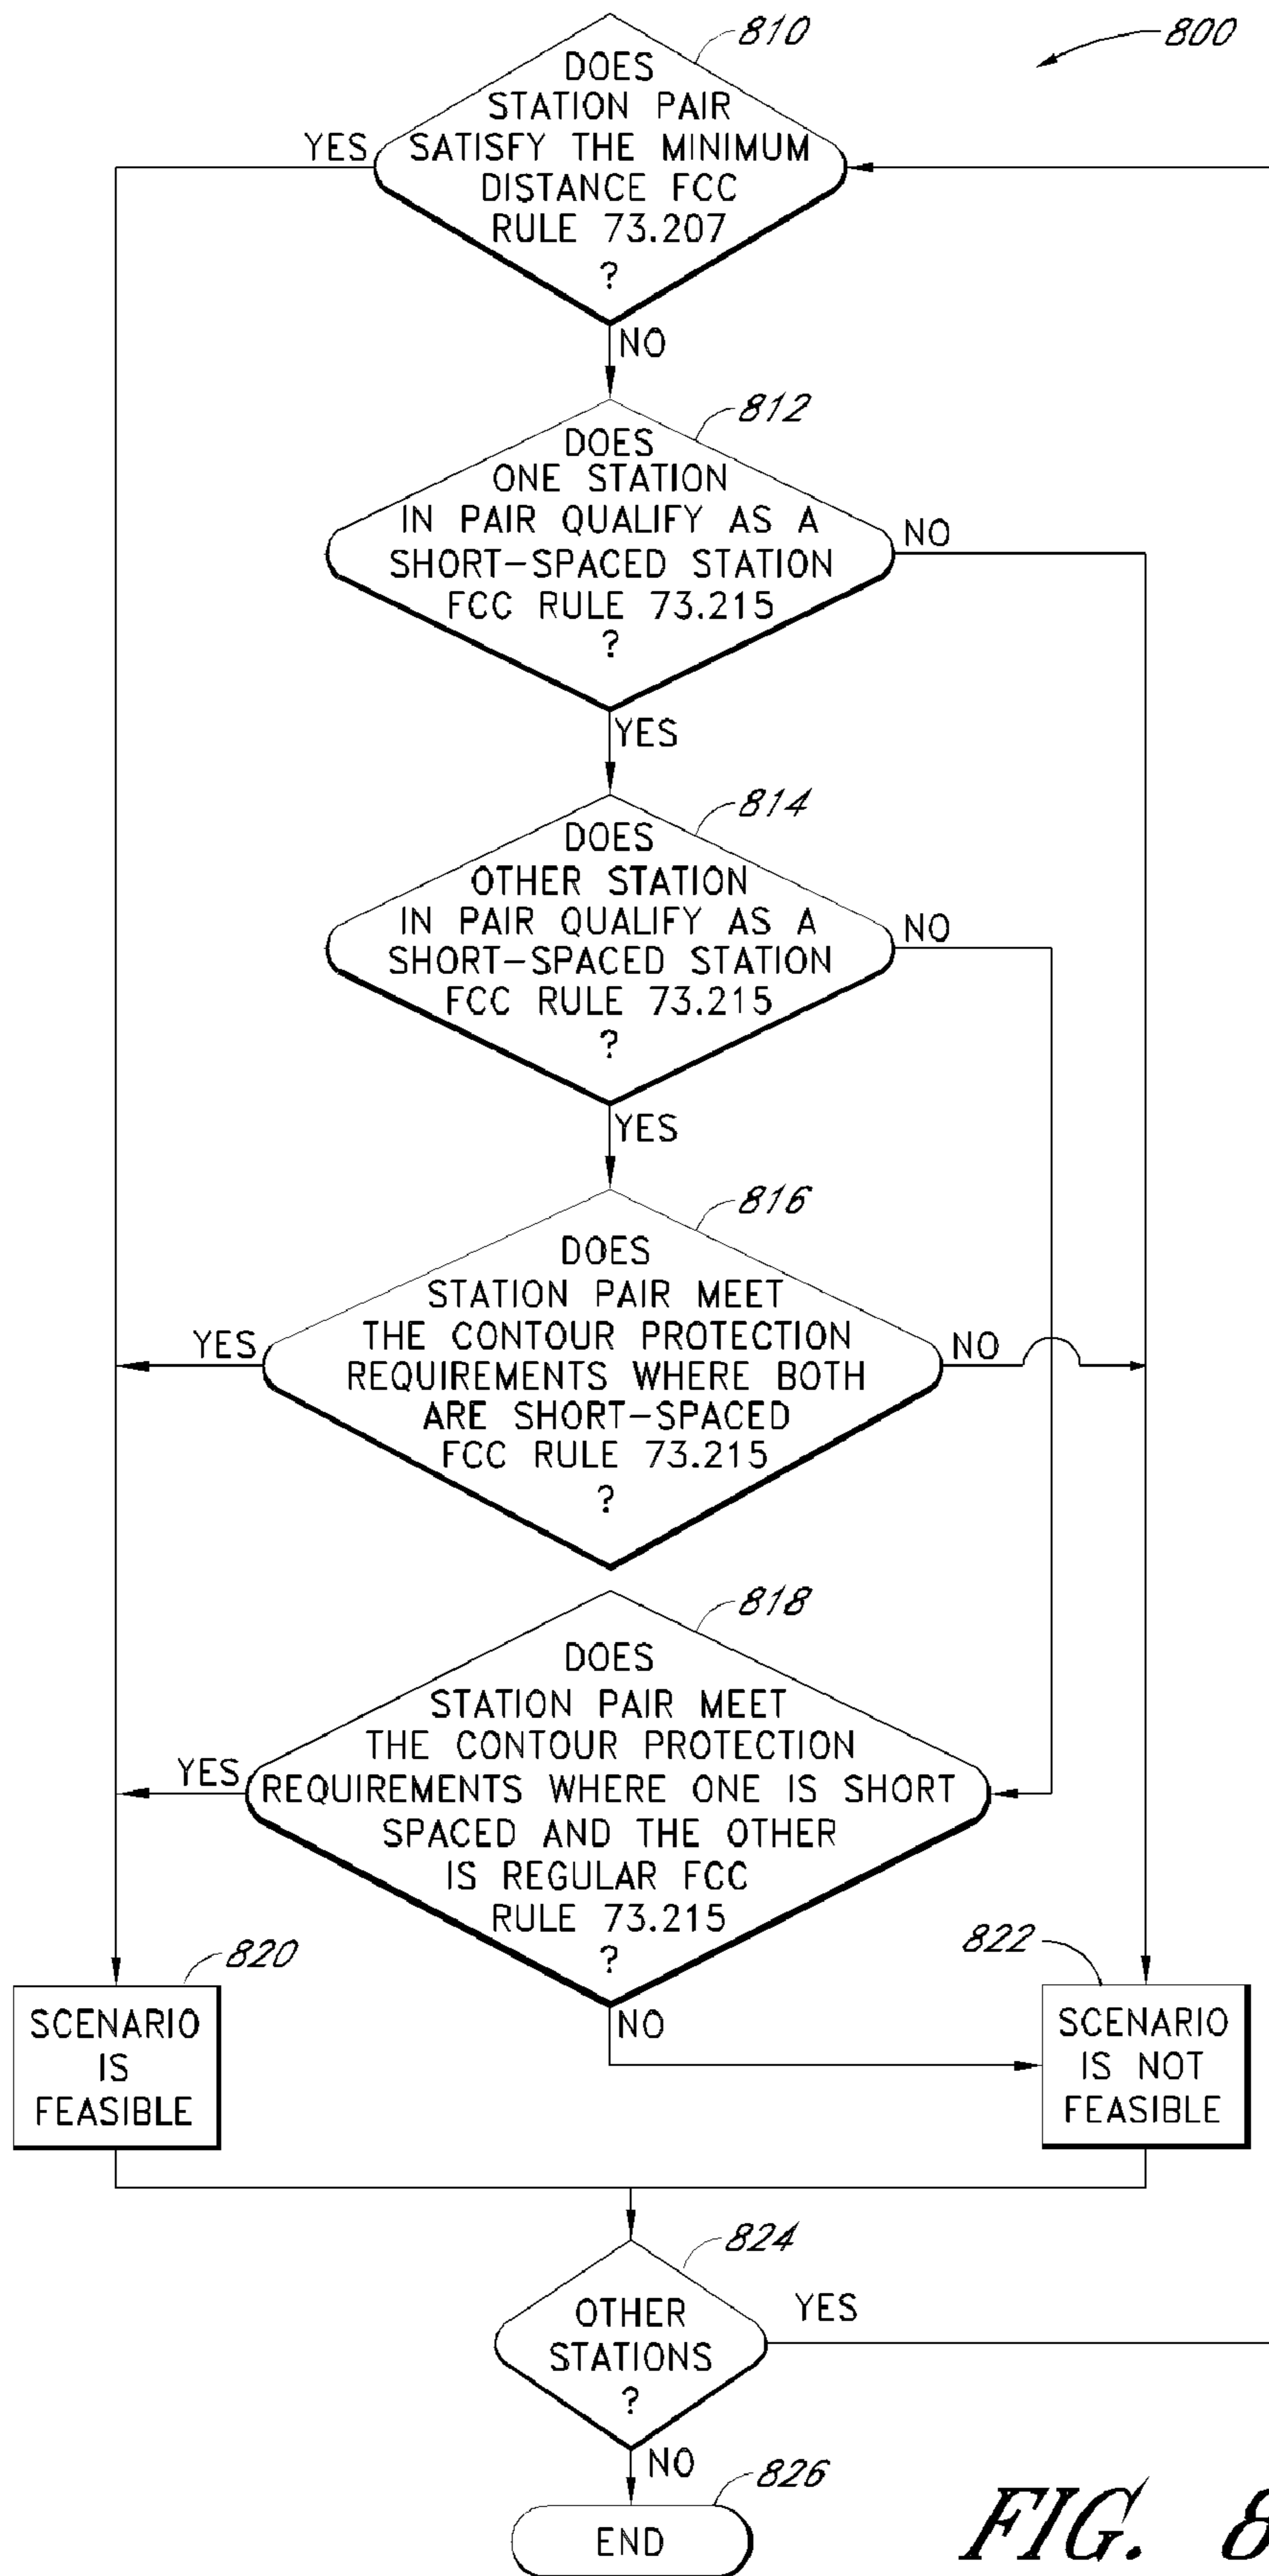 810
800
DOES
STATION PAIR
SATISFY THE MINIMUM
DISTANCE FCC
RULE 73.207
?
YES
NO
812
DOES
ONE STATION
IN PAIR QUALIFY AS A
SHORT-SPACED STATION
FCC RULE 73.215
?
NO
YES
814
DOES
OTHER STATION
IN PAIR QUALIFY AS A
SHORT-SPACED STATION
FCC RULE 73.215
?
NO
YES
816
DOES
STATION PAIR MEET
THE CONTOUR PROTECTION
REQUIREMENTS WHERE BOTH
ARE SHORT-SPACED
FCC RULE 73.215
?
YES
NO
818
DOES
STATION PAIR MEET
THE CONTOUR PROTECTION
REQUIREMENTS WHERE ONE IS SHORT
SPACED AND THE OTHER
IS REGULAR FCC
RULE 73.215
?
YES
NO
820
SCENARIO
IS
FEASIBLE
822
SCENARIO
IS NOT
FEASIBLE
824
OTHER
STATIONS
?
YES
NO
826
END
FIG. 8